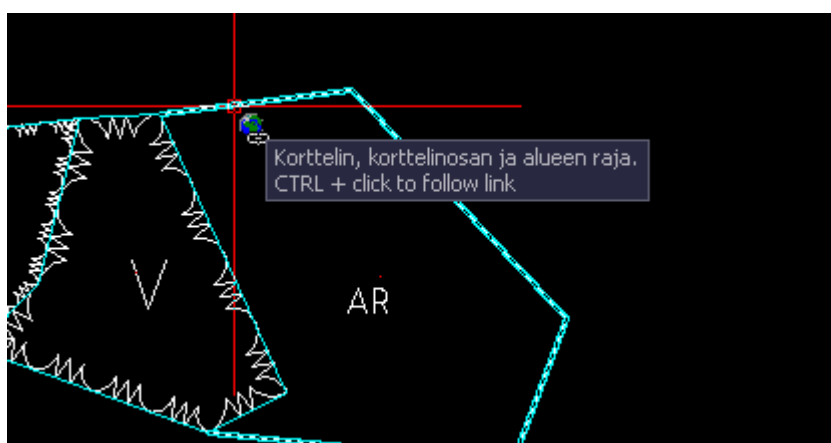 Korttelin, korttelinosan ja alueen raja.
CTRL + click to follow link
V
AR